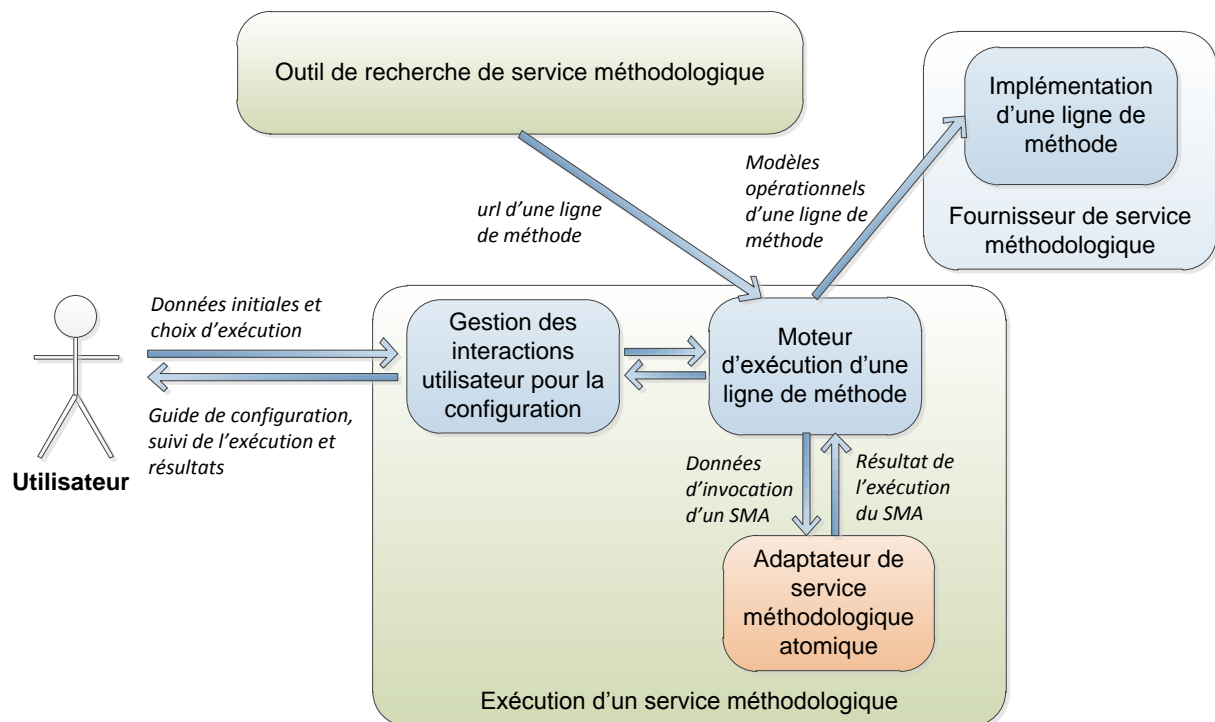 Outil de recherche de service méthodologique
Implémentation
d’une ligne de
méthode
Fournisseur de service
méthodologique
Modèles
opérationnels
d’une ligne de
méthode
url d’une ligne
de méthode
Données initiales et
choix d’exécution
Guide de configuration,
suivi de l’exécution et
résultats
Utilisateur
Gestion des
interactions
utilisateur pour la
configuration
Moteur
d’exécution d’une
ligne de méthode
Données
d’invocation
d’un SMA
Résultat de
l’exécution
du SMA
Adaptateur de
service
méthodologique
atomique
Exécution d’un service méthodologique